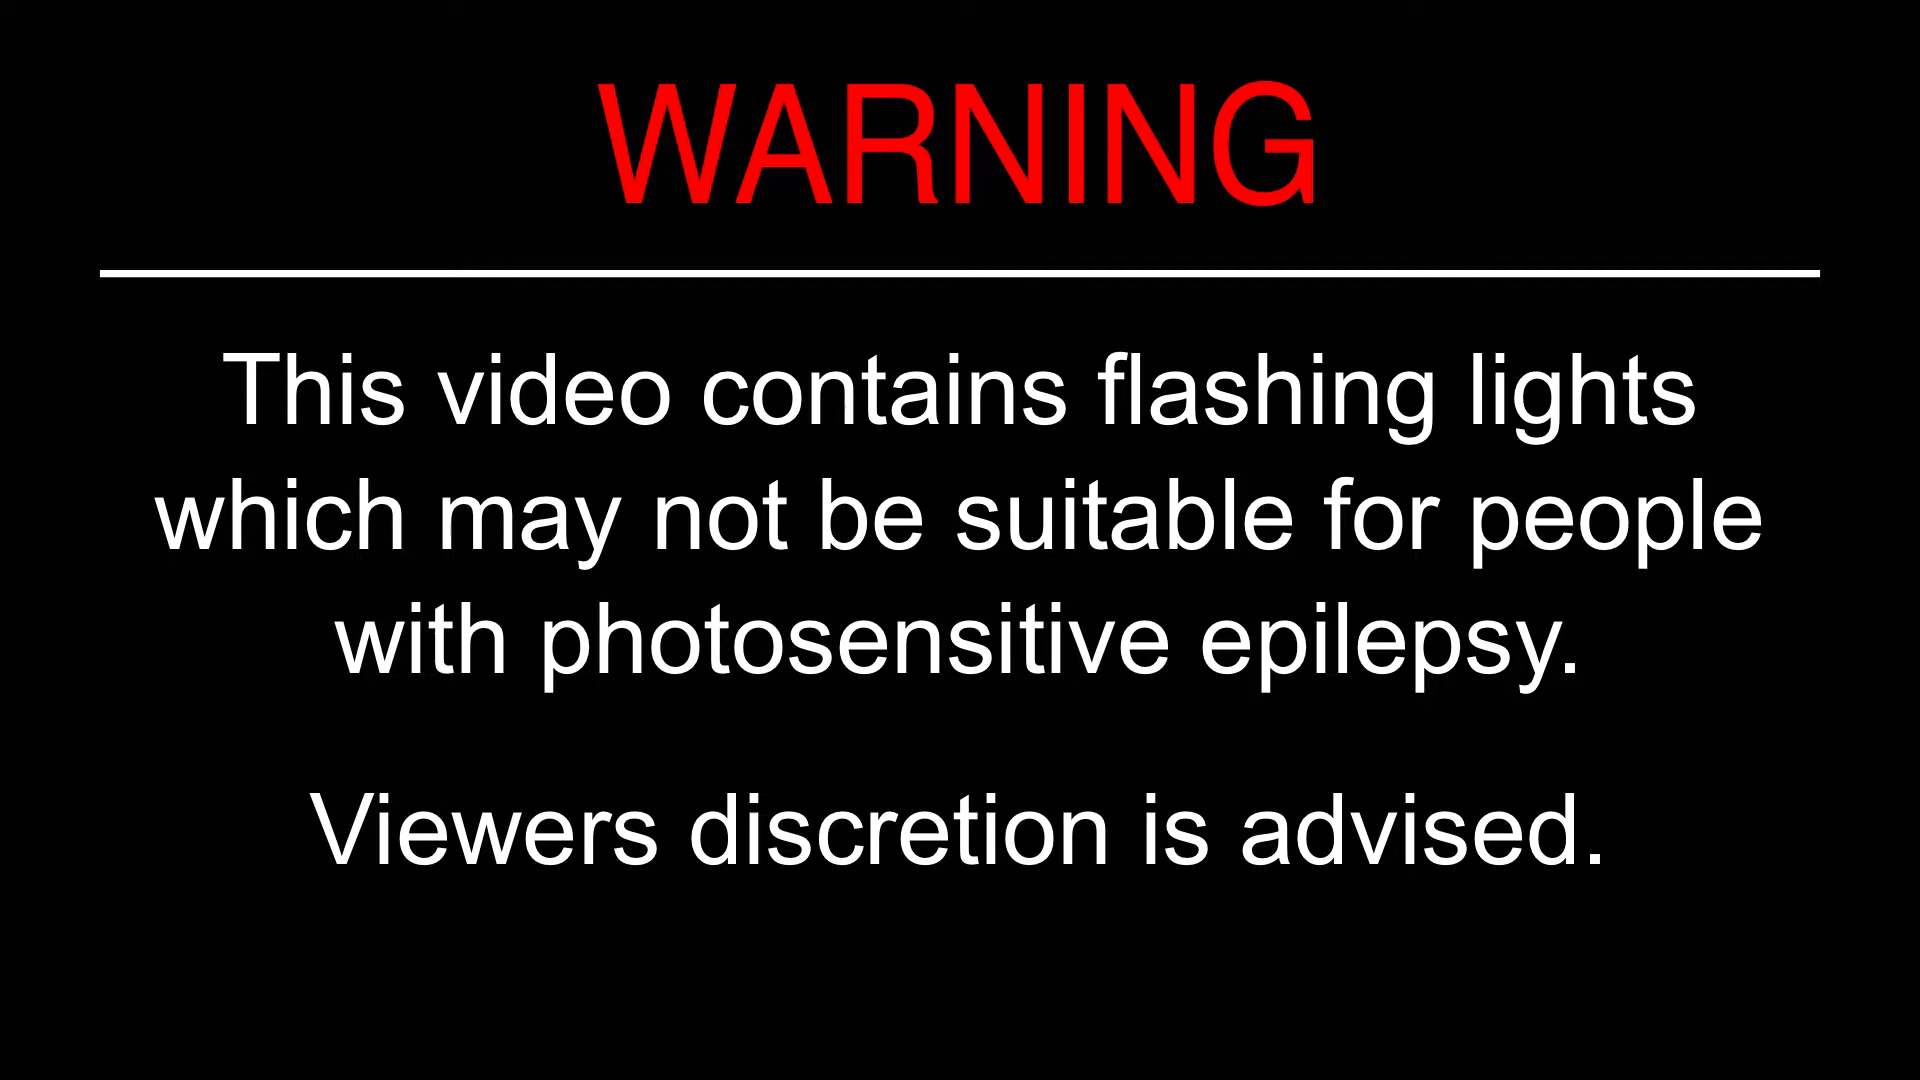 WARNING
This video contains flashing lights
which may not be suitable for people
with photosensitive epilepsy.
Viewers discretion is advised.